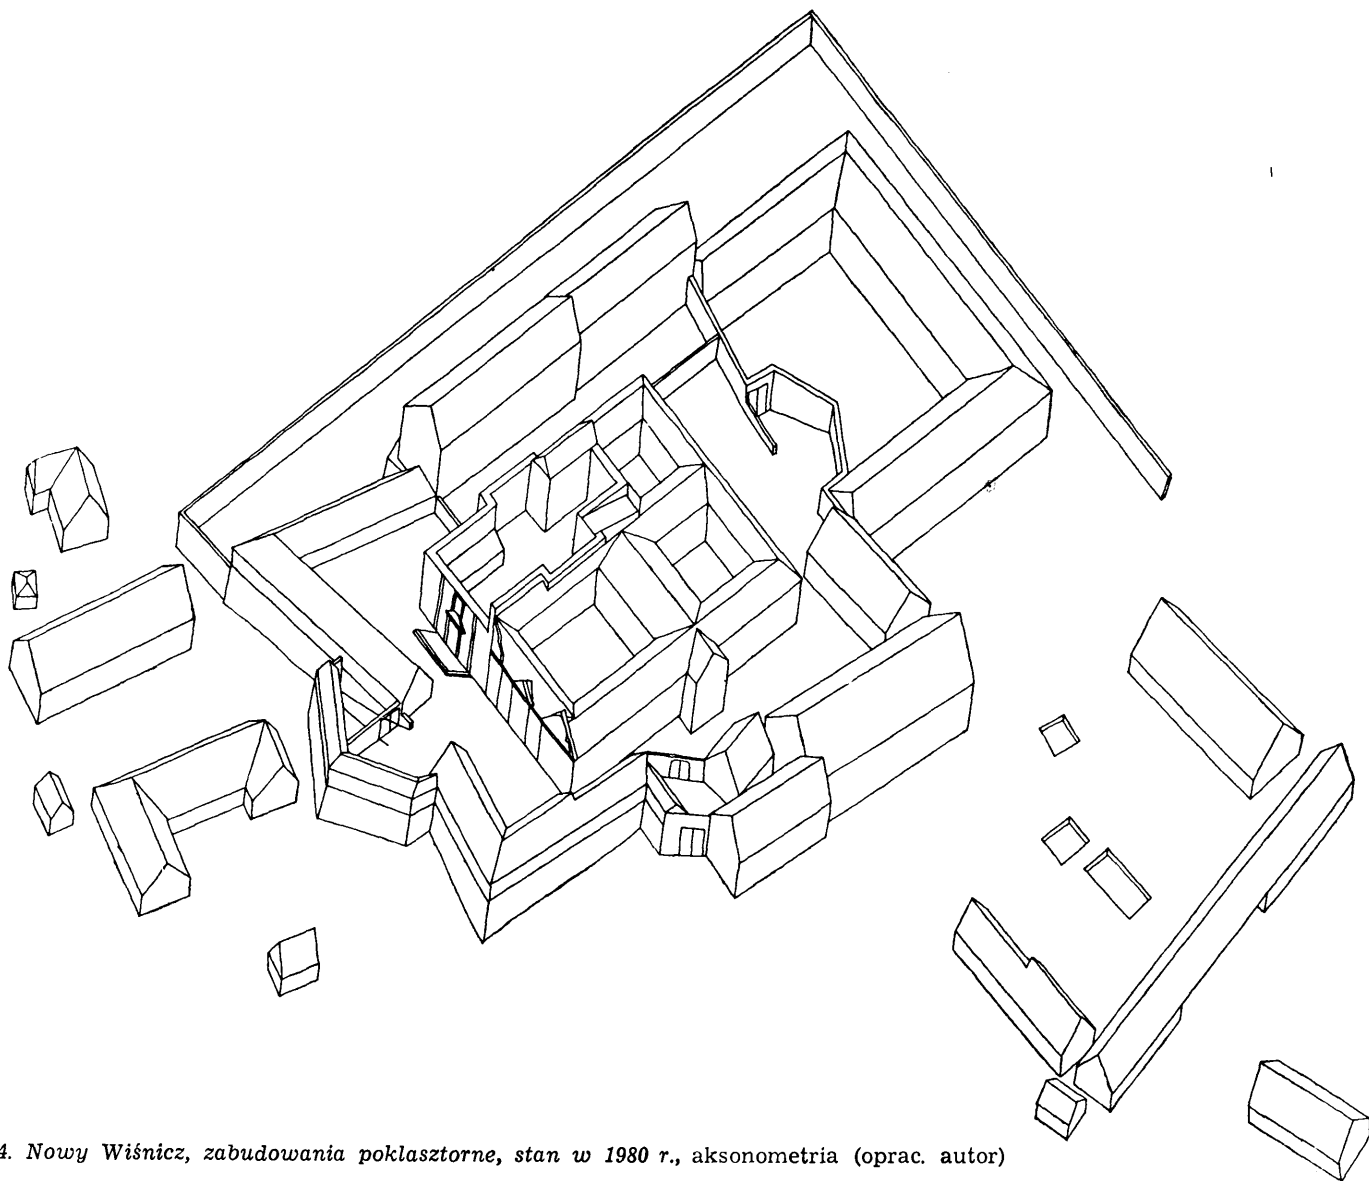 4. Nowy Wiśnicz, zabudowania poklasztorne, stan w 1980 r., aksonometria (oprac. autor)